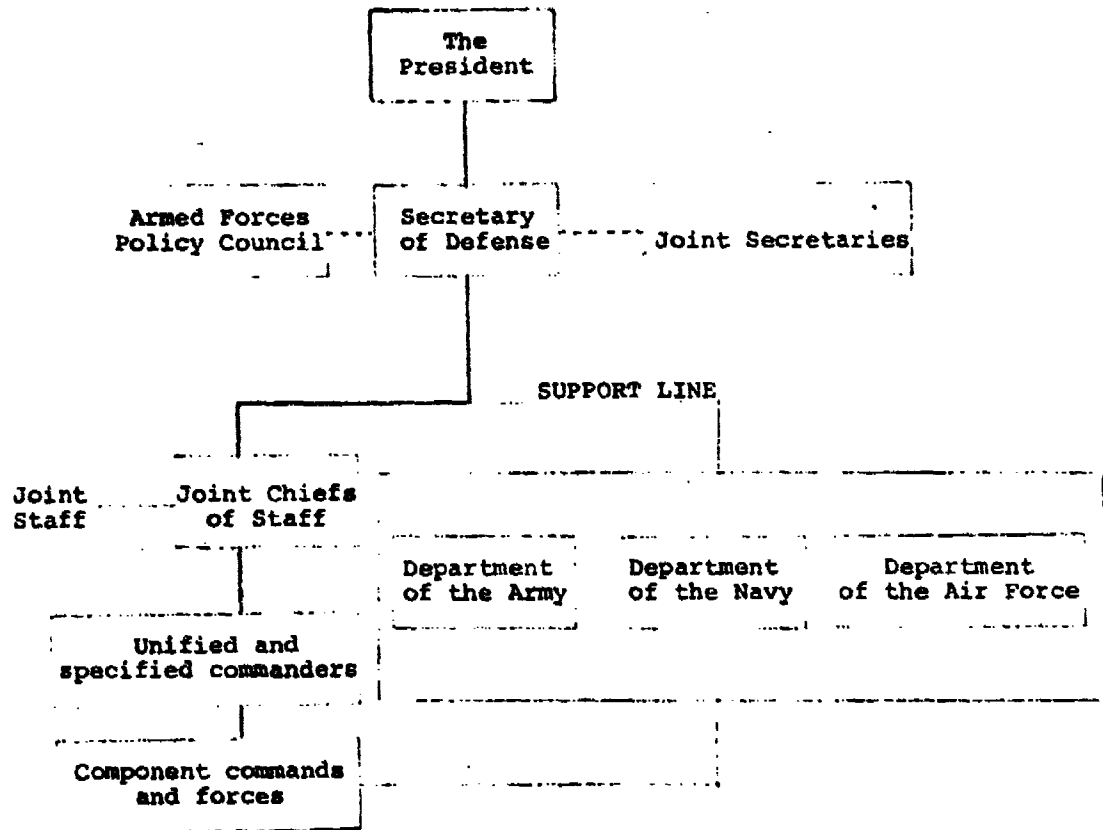 The
President
Armed Forces
Policy Council
Secretary
of Defense
Joint Secretaries
SUPPORT LINE
Joint
Staff
Joint Chiefs
of Staff
Department
of the Army
Department
of the Navy
Department
of the Air Force
Unified and
specified commanders
Component commands
and forces